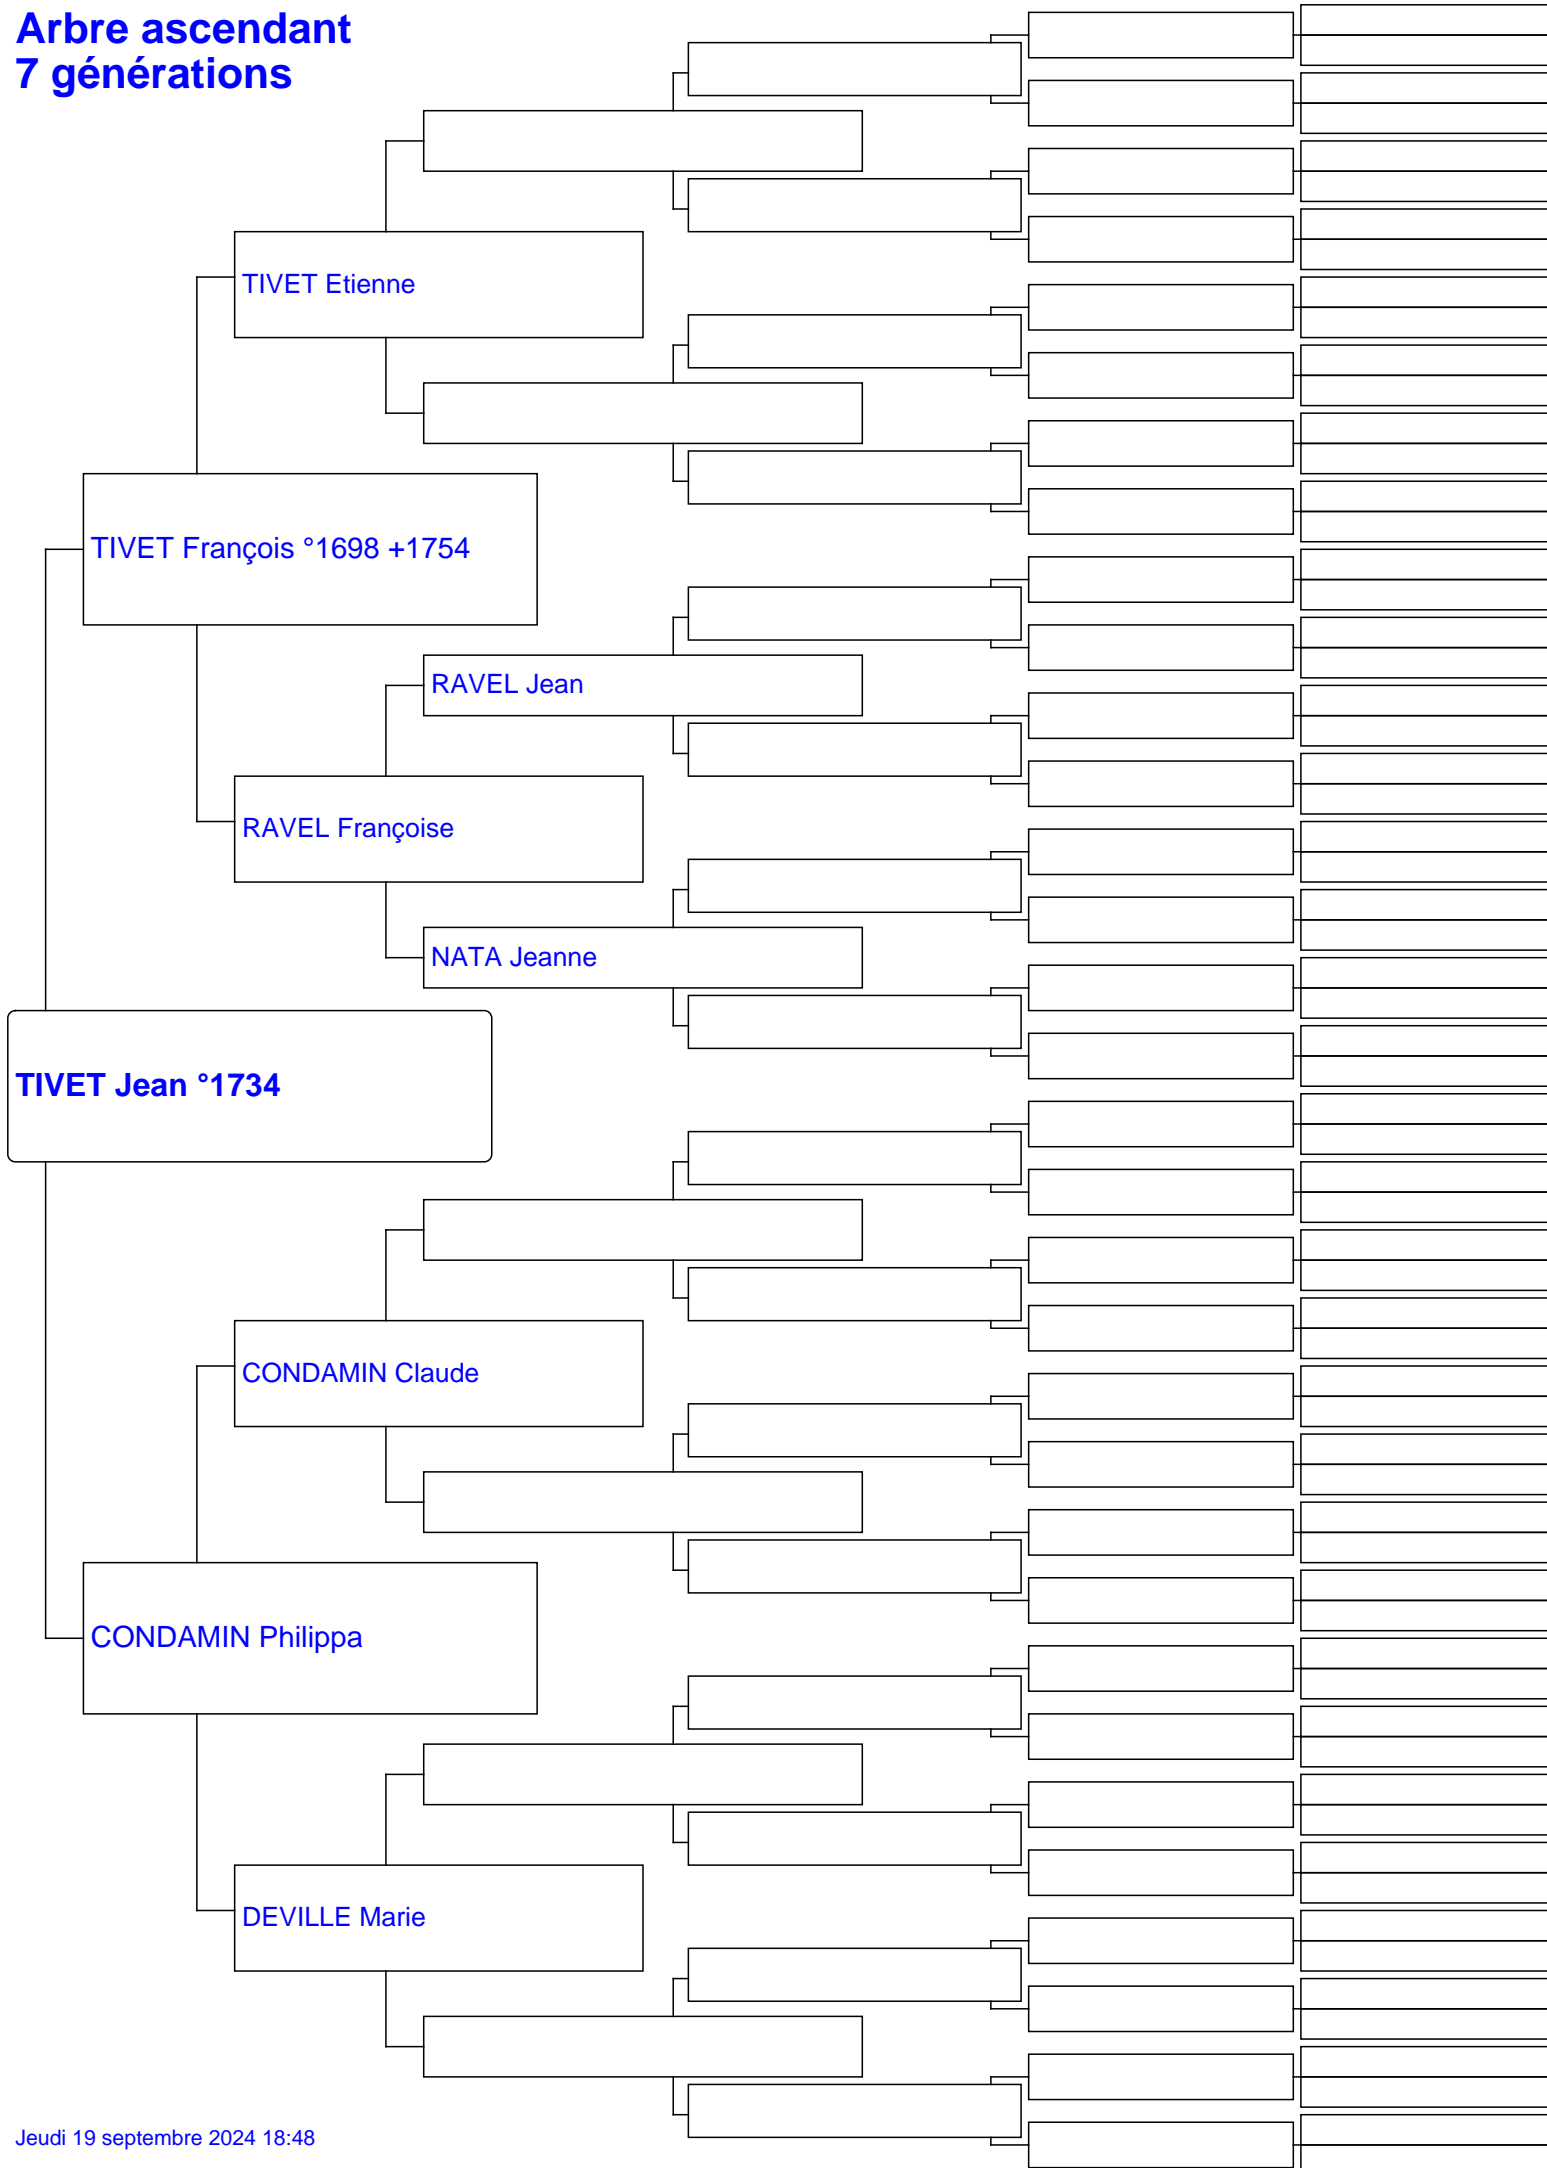 Arbre ascendant
7 générations
TIVET Etienne
TIVET François °1698 +1754
RAVEL Jean
RAVEL Françoise
NATA Jeanne
TIVET Jean °1734
CONDAMIN Claude
CONDAMIN Philippa
DEVILLE Marie
Jeudi 19 septembre 2024 18:48